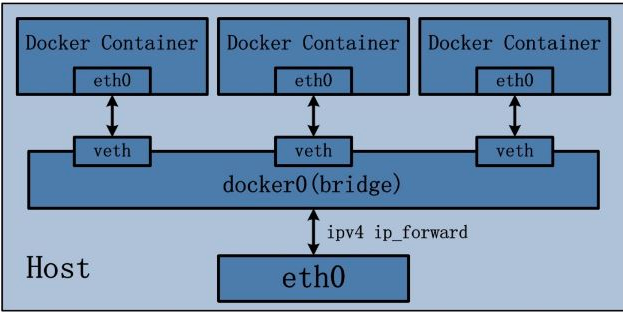 Docker Container
eth0
Docker Container
eth0
Docker Container
eth0
veth
veth
veth
docker0(bridge)
ipv4 ip_forward
Host
eth0